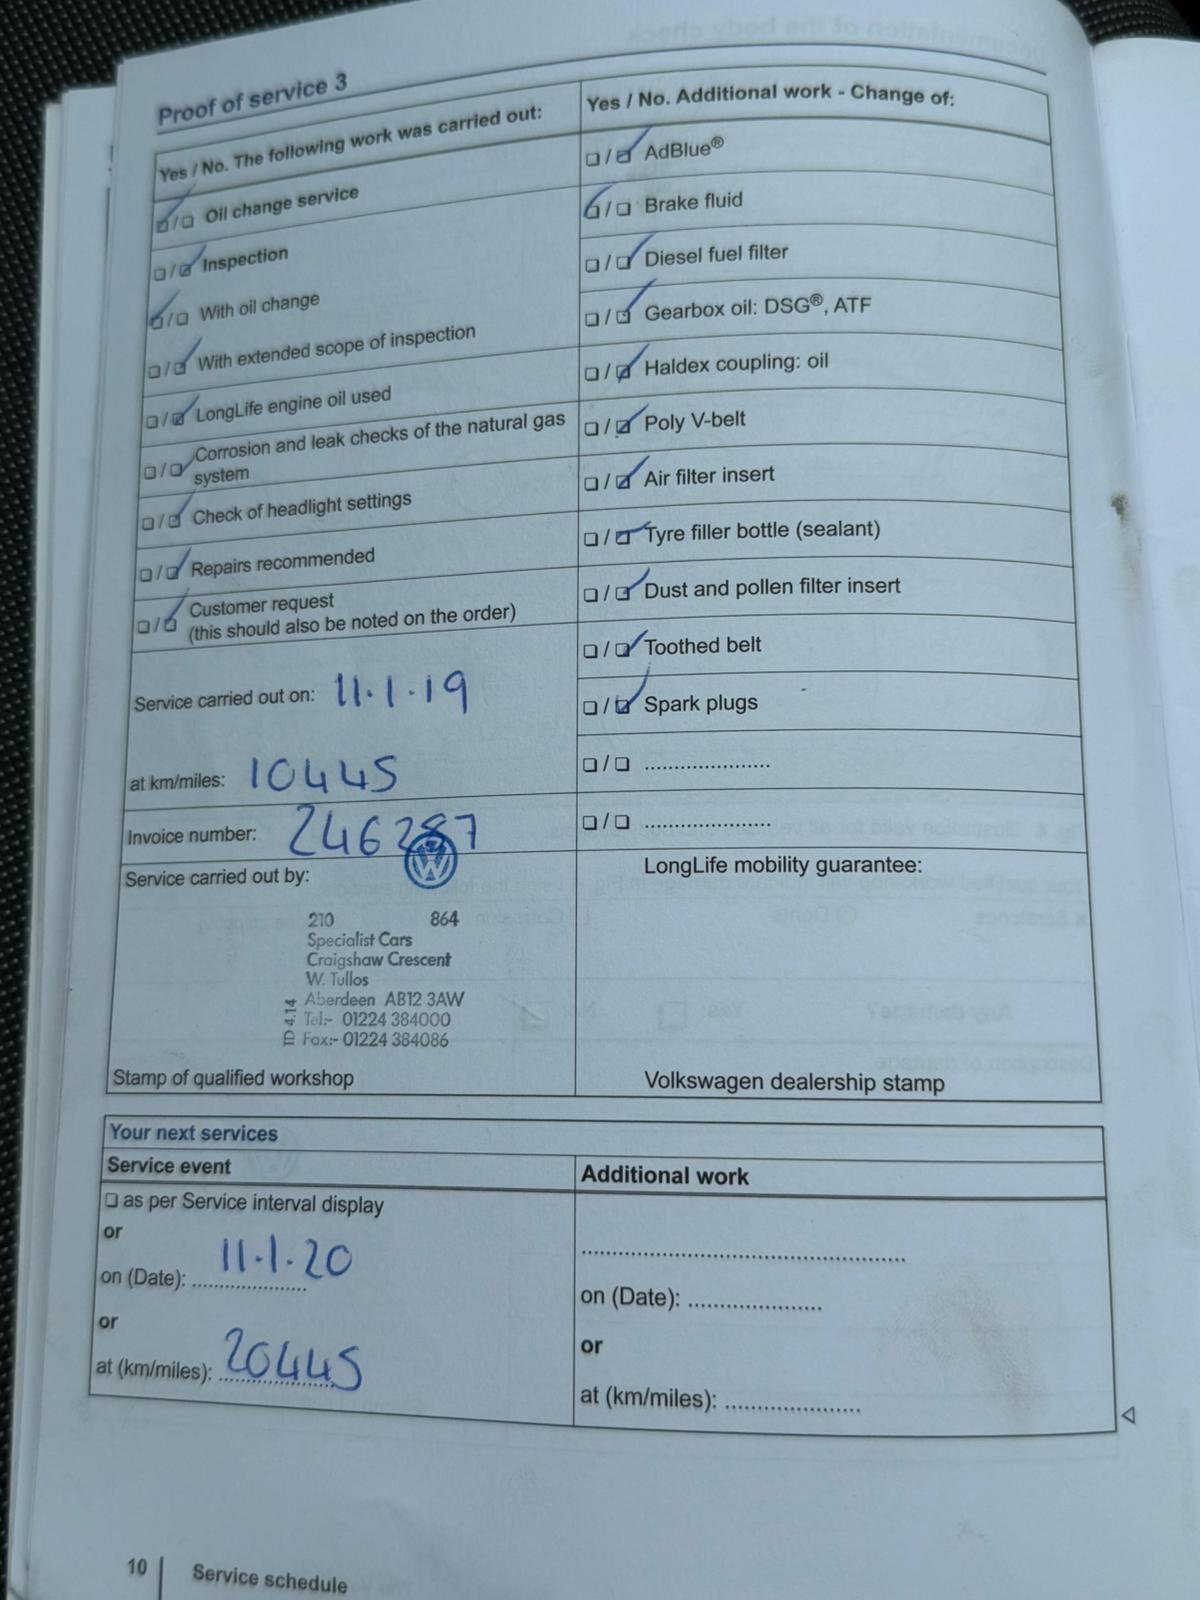 Proof of service 3
Yes / No. The following work was carried out:
Oil change service
Inspection
With oil change
With extended scope of inspection
LongLife engine oil used
Corrosion and leak checks of the natural gas
system
Check of headlight settings
Repairs recommended
Customer request
(this should also be noted on the order)
Service carried out on: 11.1.19
at km/miles: 10445
Invoice number: 246287
Service carried out by:
210 864
Specialist Cars
Craigshaw Crescent
W. Tullos
Aberdeen AB12 3AW
Tel:- 01224 384000
Fax:- 01224 384086
ID 4.14
Stamp of qualified workshop
Yes / No. Additional work - Change of:
AdBlue®
Brake fluid
Diesel fuel filter
Gearbox oil: DSG®, ATF
Haldex coupling: oil
Poly V-belt
Air filter insert
Tyre filler bottle (sealant)
Dust and pollen filter insert
Toothed belt
Spark plugs
LongLife mobility guarantee:
Volkswagen dealership stamp
Your next services
Service event
as per Service interval display
or
on (Date): 11.1.20
or
at (km/miles): 20445
Additional work
on (Date):
or
at (km/miles):
10 Service schedule